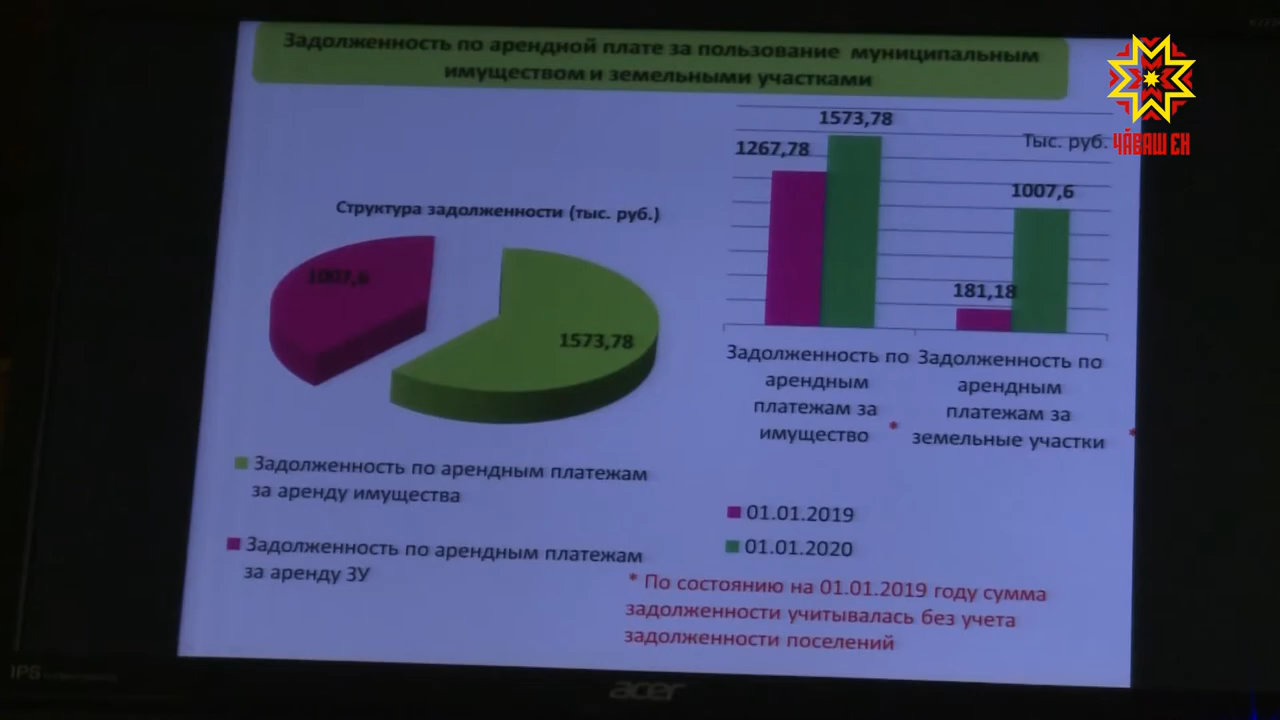 Задолженность по арендной плате за пользование муниципальным
имуществом и земельными участками
ЧӐВАШ ЕН
Структура задолженности (тыс. руб.)
1007,6
1573,78
Задолженность по арендным платежам
за аренду имущества
Задолженность по арендным платежам
за аренду ЗУ
Тыс. руб.
1267,78
1573,78
181,18
1007,6
Задолженность по
арендным
платежам за
имущество *
Задолженность по
арендным
платежам за
земельные участки *
01.01.2019
01.01.2020
* По состоянию на 01.01.2019 году сумма
задолженности учитывалась без учета
задолженности поселений
IPS
acer